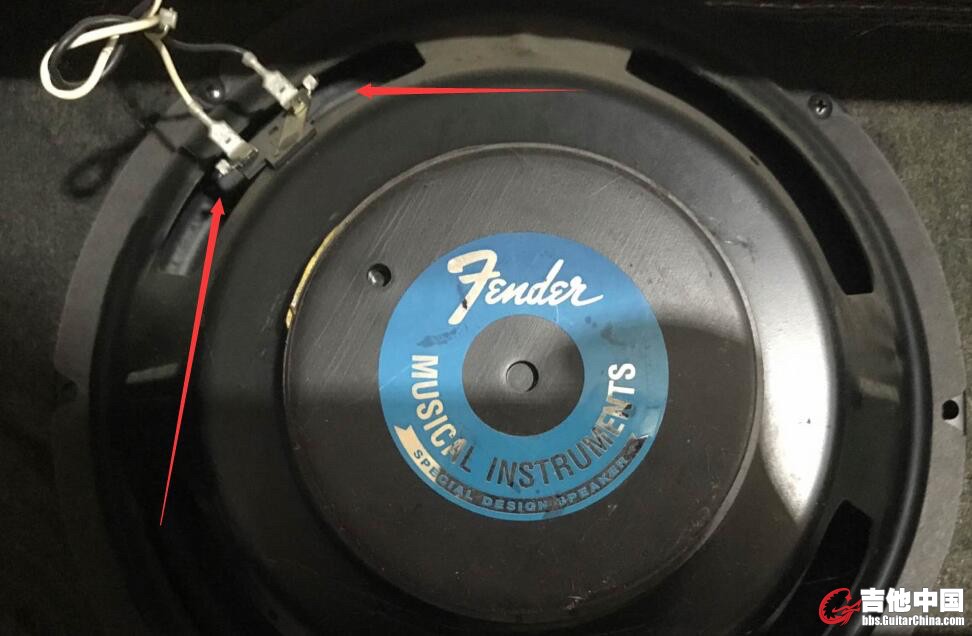 Fender
MUSICAL INSTRUMENTS
SPECIAL DESIGN SPEAKER
吉他中国
bbs.GuitarChina.com